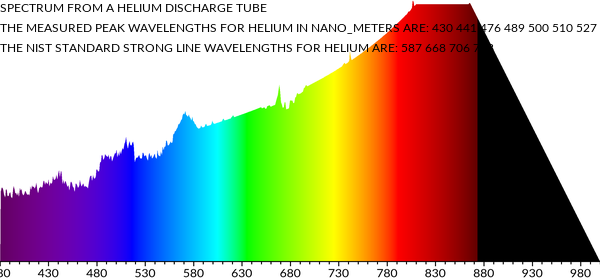 SPECTRUM FROM A HELIUM DISCHARGE TUBE
THE MEASURED PEAK WAVELENGTHS FOR HELIUM IN NANO_METERS ARE: 430 441 476 489 500 510 527
THE NIST STANDARD STRONG LINE WAVELENGTHS FOR HELIUM ARE: 587 668 706
430 480 530 580 630 680 730 780 830 880 930 980